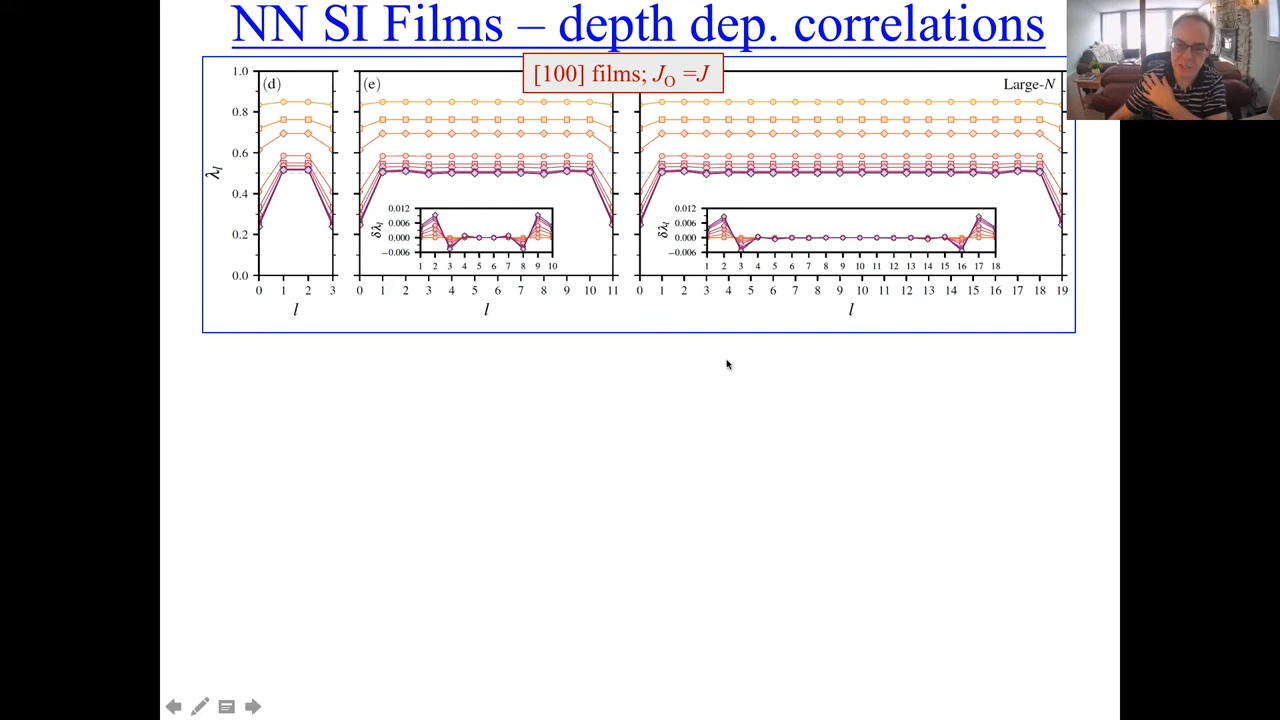 NN SI Films – depth dep. correlations
[100] films; J_O =J
(d)
(e)
Large-N
1.0
0.8
0.6
0.4
0.2
0.0
λ_l
0.012
0.006
0.000
−0.006
δλ_l
1 2 3 4 5 6 7 8 9 10
0.012
0.006
0.000
−0.006
δλ_l
1 2 3 4 5 6 7 8 9 10 11 12 13 14 15 16 17 18
0 1 2 3
0 1 2 3 4 5 6 7 8 9 10 11
0 1 2 3 4 5 6 7 8 9 10 11 12 13 14 15 16 17 18 19
l
l
l